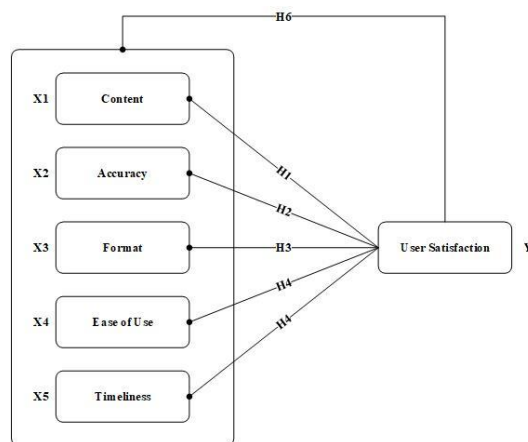 H6
X1 Content
H1
X2 Accuracy
H2
X3 Format H3 User Satisfaction Y
X4 Ease of Use
H4
X5 Timeliness
H4